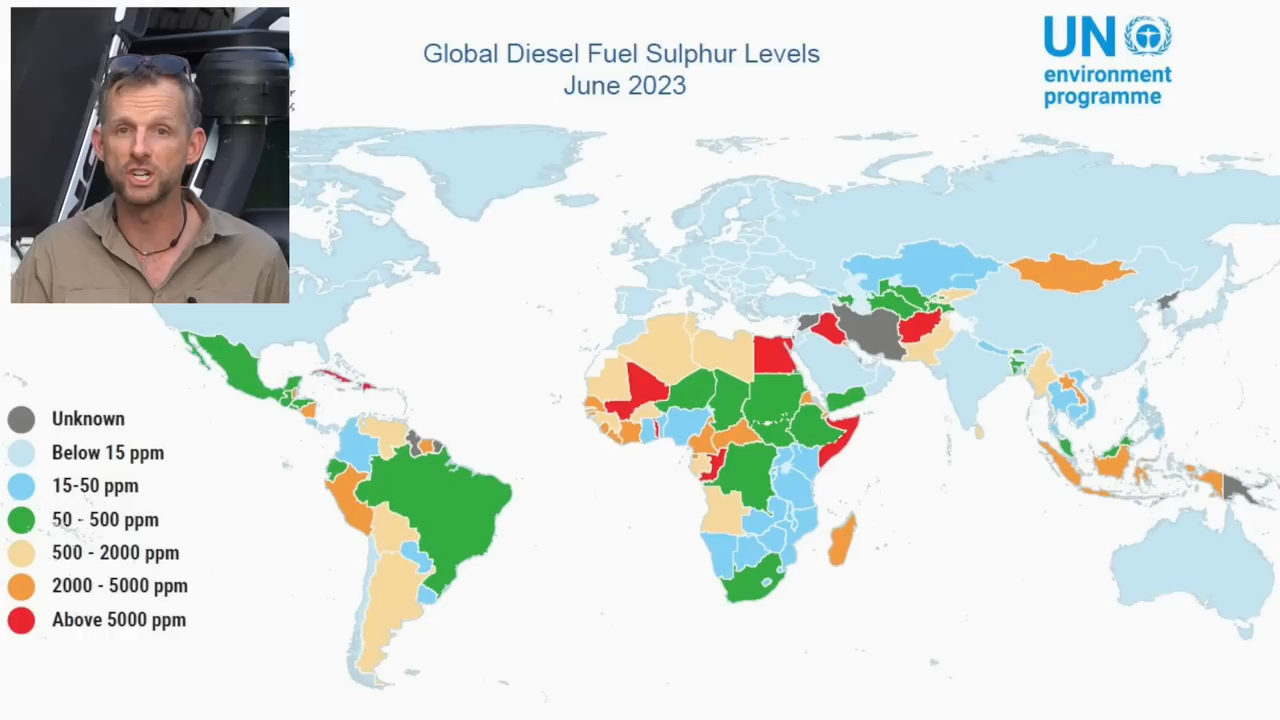 Global Diesel Fuel Sulphur Levels
June 2023
UN
environment
programme
Unknown
Below 15 ppm
15-50 ppm
50 - 500 ppm
500 - 2000 ppm
2000 - 5000 ppm
Above 5000 ppm